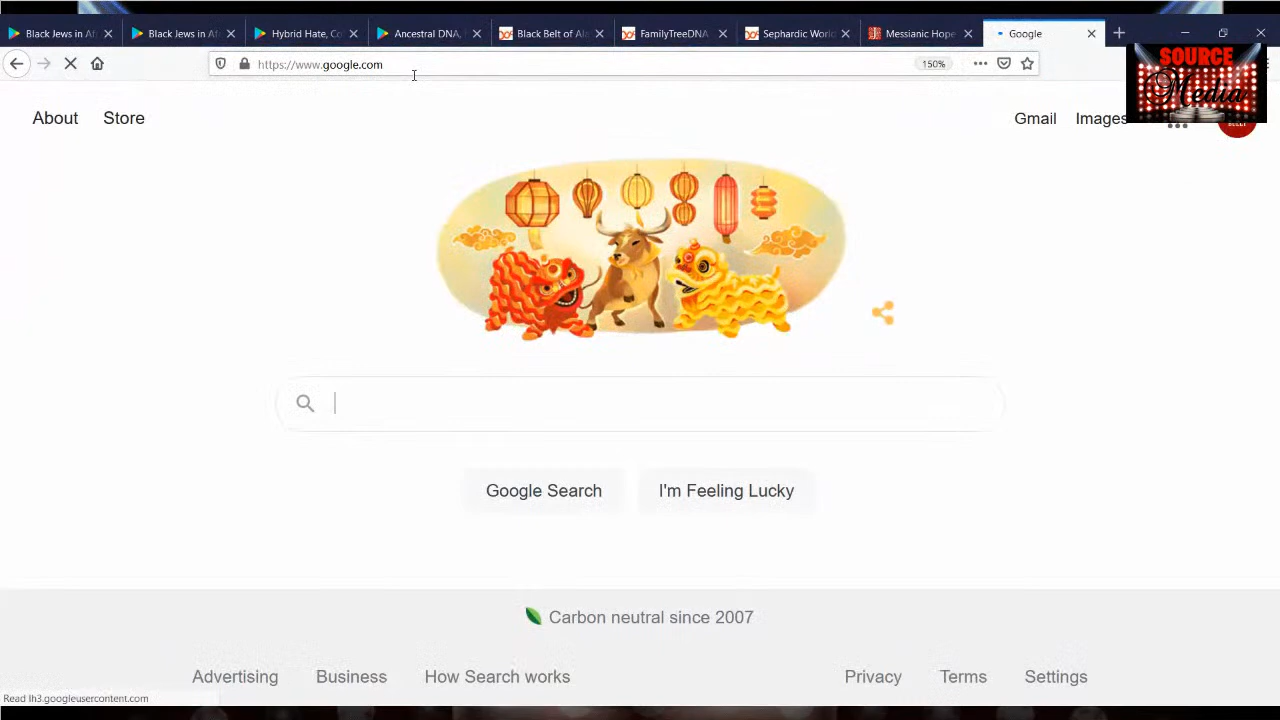 Black Jews in Af
Black Jews in Af
Hybrid Hate, Co
Ancestral DNA,
Black Belt of Ala
FamilyTreeDNA
Sephardic World
Messianic Hope
Google
https://www.google.com
150%
SOURCE
Media
About
Store
Gmail
Images
Google Search
I'm Feeling Lucky
Carbon neutral since 2007
Advertising
Business
How Search works
Privacy
Terms
Settings
Read lh3.googleusercontent.com